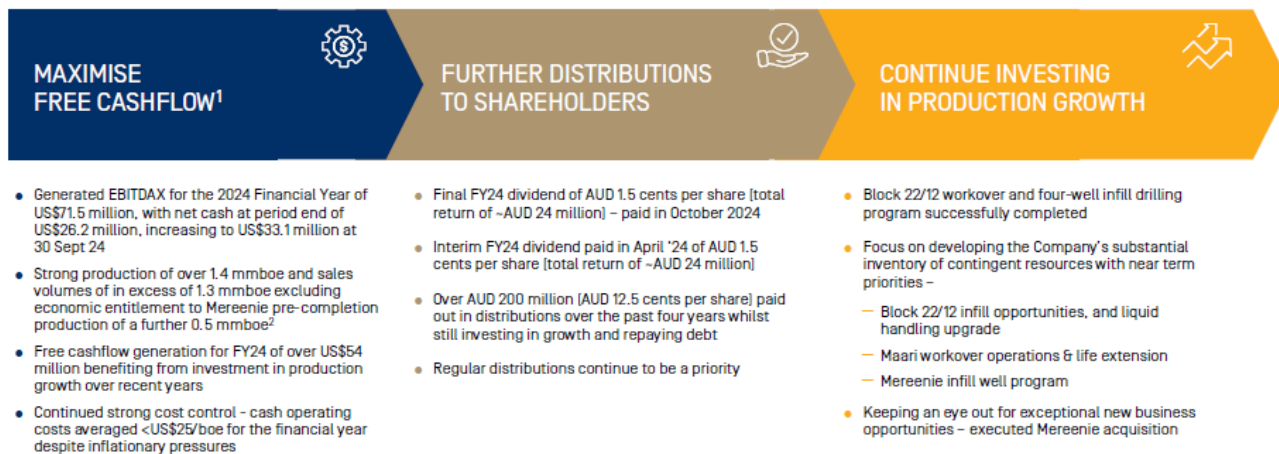 MAXIMISE
FREE CASHFLOW¹
● Generated EBITDAX for the 2024 Financial Year of
US$71.5 million, with net cash at period end of
US$26.2 million, increasing to US$33.1 million at
30 Sept 24
● Strong production of over 1.4 mmboe and sales
volumes of in excess of 1.3 mmboe excluding
economic entitlement to Mereenie pre-completion
production of a further 0.5 mmboe²
● Free cashflow generation for FY24 of over US$54
million benefiting from investment in production
growth over recent years
● Continued strong cost control - cash operating
costs averaged <US$25/boe for the financial year
despite inflationary pressures
FURTHER DISTRIBUTIONS
TO SHAREHOLDERS
● Final FY24 dividend of AUD 1.5 cents per share (total
return of ~AUD 24 million) – paid in October 2024
● Interim FY24 dividend paid in April ‘24 of AUD 1.5
cents per share (total return of ~AUD 24 million)
● Over AUD 200 million (AUD 12.5 cents per share) paid
out in distributions over the past four years whilst
still investing in growth and repaying debt
● Regular distributions continue to be a priority
CONTINUE INVESTING
IN PRODUCTION GROWTH
● Block 22/12 workover and four-well infill drilling
program successfully completed
● Focus on developing the Company's substantial
inventory of contingent resources with near term
priorities –
— Block 22/12 infill opportunities, and liquid
handling upgrade
— Maari workover operations & life extension
— Mereenie infill well program
● Keeping an eye out for exceptional new business
opportunities – executed Mereenie acquisition